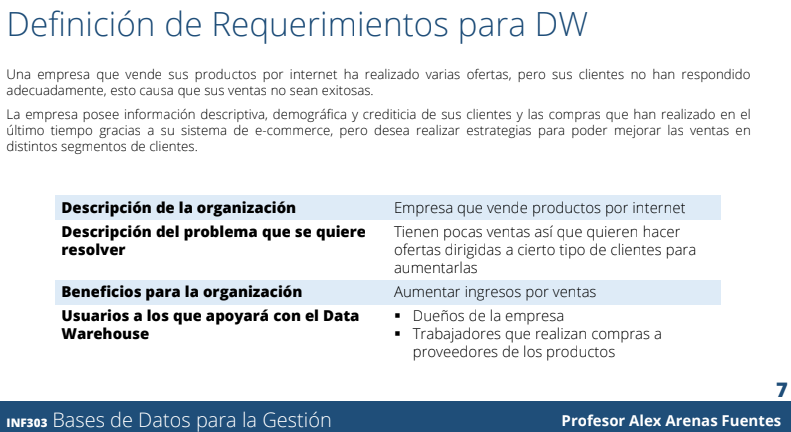 Definición de Requerimientos para DW
Una empresa que vende sus productos por internet ha realizado varias ofertas, pero sus clientes no han respondido
adecuadamente, esto causa que sus ventas no sean exitosas.
La empresa posee información descriptiva, demográfica y crediticia de sus clientes y las compras que han realizado en el
último tiempo gracias a su sistema de e-commerce, pero desea realizar estrategias para poder mejorar las ventas en
distintos segmentos de clientes.
Descripción de la organización
Empresa que vende productos por internet
Descripción del problema que se quiere
resolver
Tienen pocas ventas así que quieren hacer
ofertas dirigidas a cierto tipo de clientes para
aumentarlas
Beneficios para la organización
Aumentar ingresos por ventas
Usuarios a los que apoyará con el Data
Warehouse
▪ Dueños de la empresa
▪ Trabajadores que realizan compras a
proveedores de los productos
7
INF303 Bases de Datos para la Gestión
Profesor Alex Arenas Fuentes